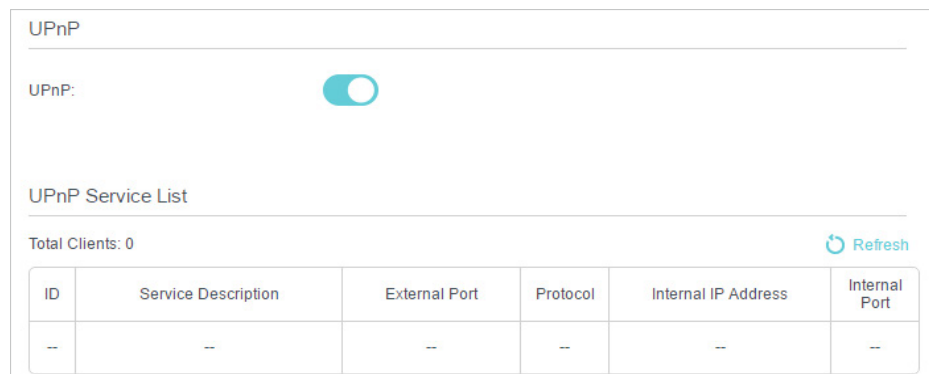 UPnP
UPnP:
UPnP Service List
Total Clients: 0
Refresh
ID Service Description External Port Protocol Internal IP Address Internal Port
-- -- -- -- -- --